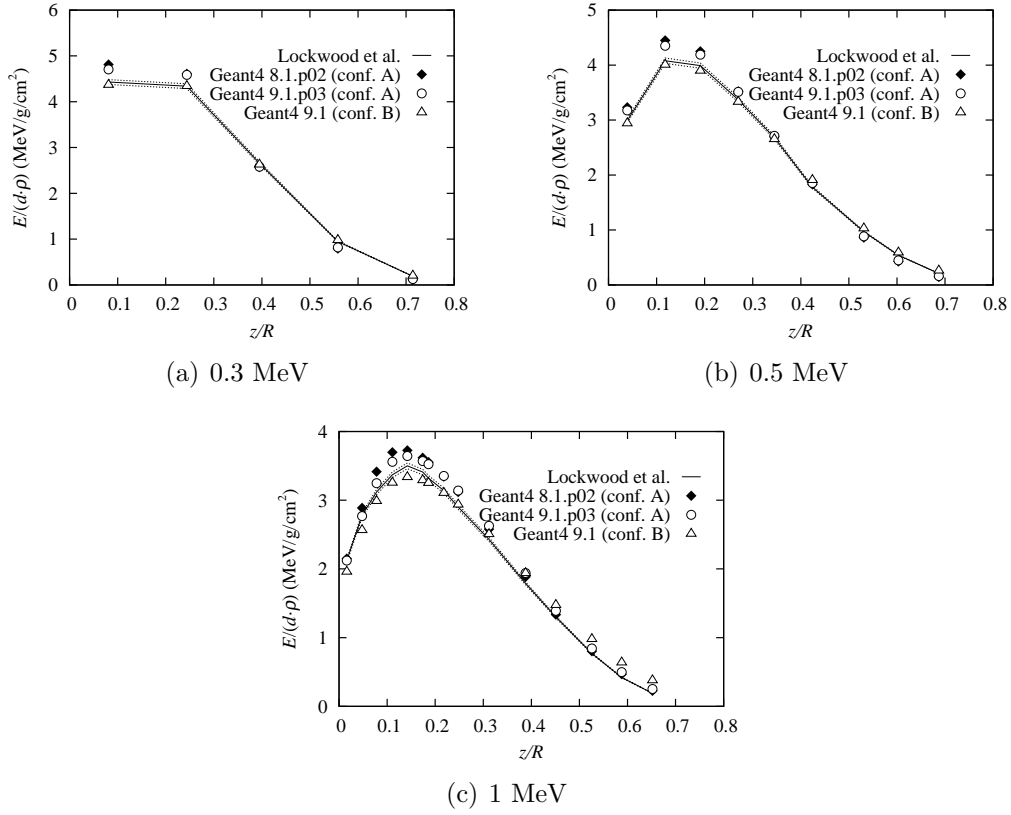 6
5
4
3
2
1
0
E/(d·ρ) (MeV/g/cm²)
Lockwood et al.
Geant4 8.1.p02 (conf. A)
Geant4 9.1.p03 (conf. A)
Geant4 9.1 (conf. B)
0 0.1 0.2 0.3 0.4 0.5 0.6 0.7 0.8
z/R
(a) 0.3 MeV
5
4
3
2
1
0
E/(d·ρ) (MeV/g/cm²)
Lockwood et al.
Geant4 8.1.p02 (conf. A)
Geant4 9.1.p03 (conf. A)
Geant4 9.1 (conf. B)
0 0.1 0.2 0.3 0.4 0.5 0.6 0.7 0.8
z/R
(b) 0.5 MeV
4
3
2
1
0
E/(d·ρ) (MeV/g/cm²)
Lockwood et al.
Geant4 8.1.p02 (conf. A)
Geant4 9.1.p03 (conf. A)
Geant4 9.1 (conf. B)
0 0.1 0.2 0.3 0.4 0.5 0.6 0.7 0.8
z/R
(c) 1 MeV